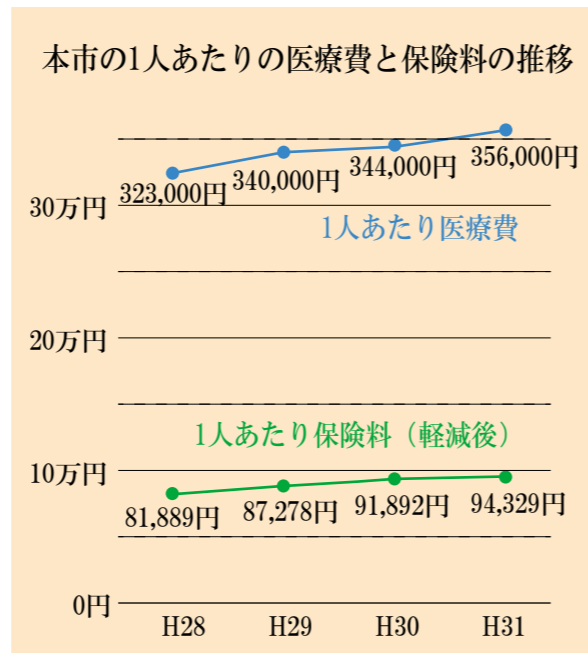 本市の1人あたりの医療費と保険料の推移
323,000円
340,000円
344,000円
356,000円
30万円
1人あたり医療費
20万円
1人あたり保険料（軽減後）
10万円
81,889円
87,278円
91,892円
94,329円
0円
H28 H29 H30 H31